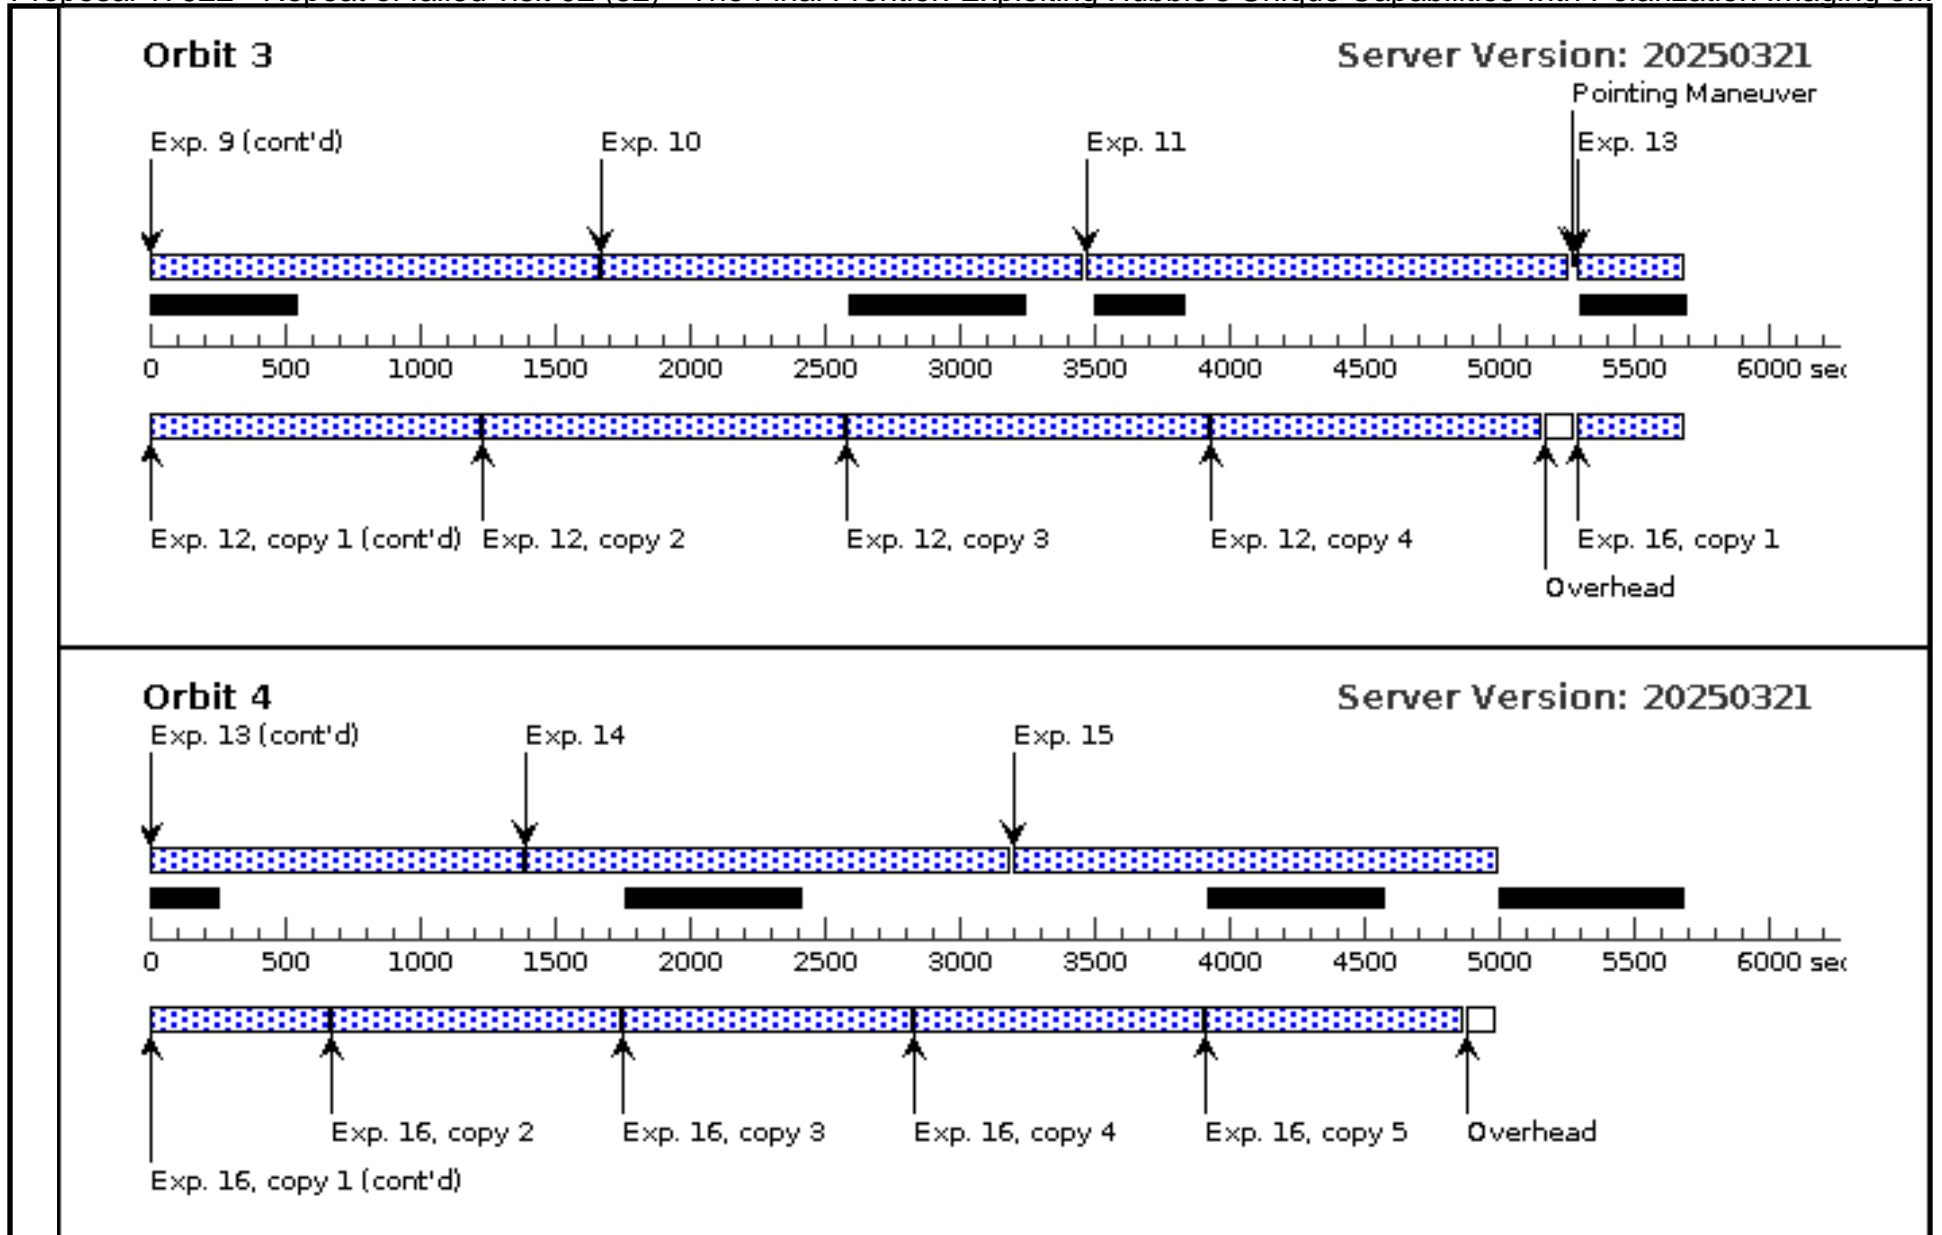 Orbit 3
Server Version: 20250321
Pointing Maneuver
Exp. 9 (cont'd) Exp. 10 Exp. 11 Exp. 13
0 500 1000 1500 2000 2500 3000 3500 4000 4500 5000 5500 6000 sec
Exp. 12, copy 1 (cont'd) Exp. 12, copy 2 Exp. 12, copy 3 Exp. 12, copy 4 Exp. 16, copy 1
Overhead
Orbit 4
Server Version: 20250321
Exp. 13 (cont'd) Exp. 14 Exp. 15
0 500 1000 1500 2000 2500 3000 3500 4000 4500 5000 5500 6000 sec
Exp. 16, copy 2 Exp. 16, copy 3 Exp. 16, copy 4 Exp. 16, copy 5 Overhead
Exp. 16, copy 1 (cont'd)